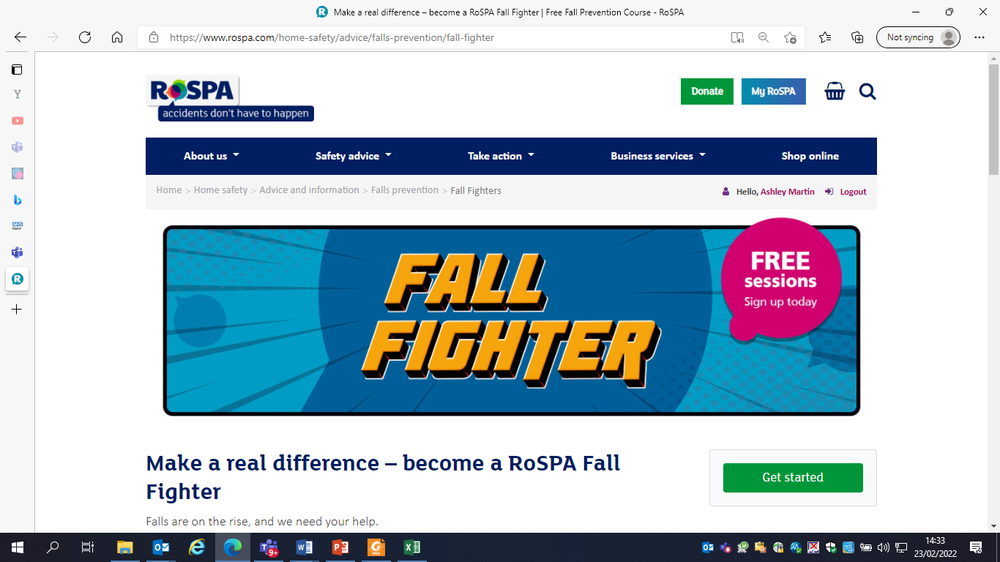 Make a real difference – become a RoSPA Fall Fighter | Free Fall Prevention Course - RoSPA
https://www.rospa.com/home-safety/advice/falls-prevention/fall-fighter
Not syncing
RoSPA
accidents don't have to happen
Donate
My RoSPA
About us
Safety advice
Take action
Business services
Shop online
Home > Home safety > Advice and information > Falls prevention > Fall Fighters
Hello, Ashley Martin
Logout
FALL
FIGHTER
FREE
sessions
Sign up today
Make a real difference – become a RoSPA Fall
Fighter
Get started
Falls are on the rise, and we need your help.
9+
14:33
23/02/2022